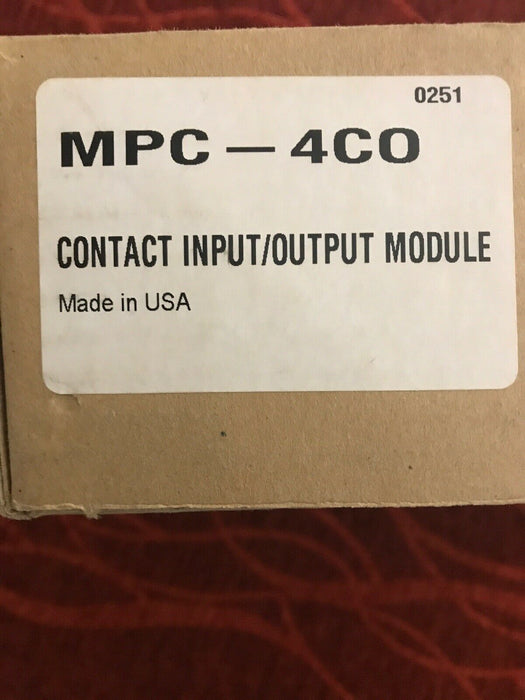 0251
MPC — 4CO
CONTACT INPUT/OUTPUT MODULE
Made in USA